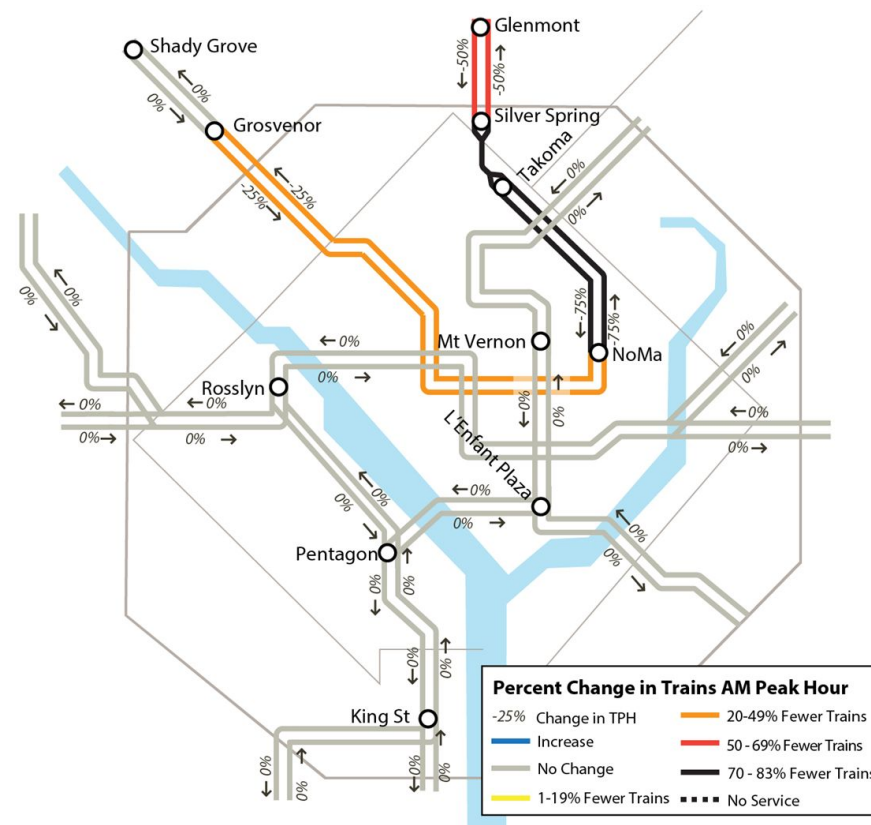 Glenmont
Shady Grove
←-50%
-50%→
←0%
0% →
Silver Spring
Grosvenor
Takoma
←0%
←-25%
-25%→
0% →
←0%
0% →
←-75%
-75%→
← 0%
Mt Vernon
NoMa
←0%
0% →
Rosslyn
0% →
← 0%
← 0%
←0%
0%
← 0%
0%→
0% →
L'Enfant Plaza
0% →
←0%
0% →
←0%
0% →
←0%
Pentagon
0% →
←0%
0% →
←0%
0% →
King St
←0%
0% →
←0%
0%
Percent Change in Trains AM Peak Hour
-25% Change in TPH
20-49% Fewer Trains
Increase
50 - 69% Fewer Trains
No Change
70 - 83% Fewer Trains
1-19% Fewer Trains
No Service